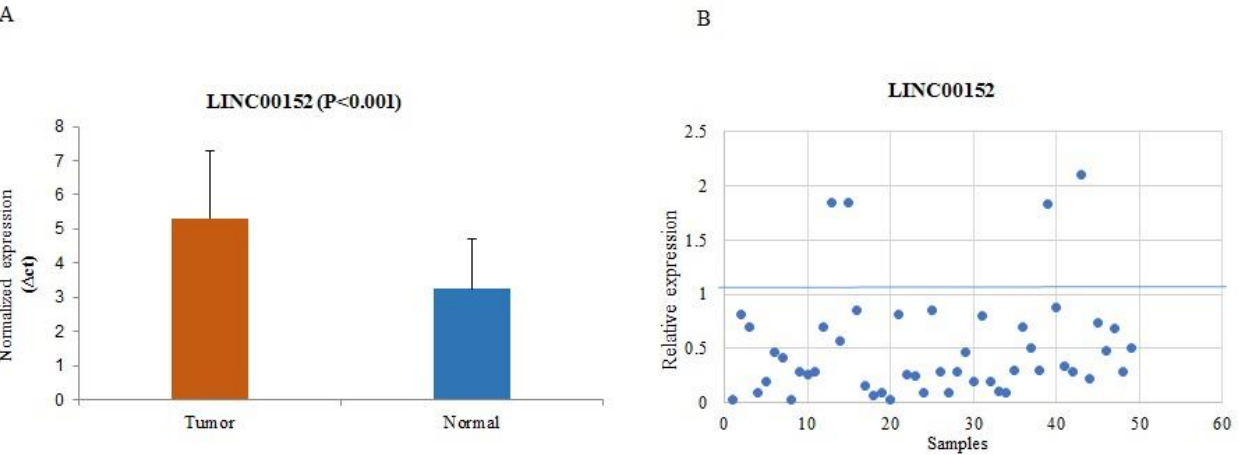 A
B
LINC00152 (P<0.001)
LINC00152
Normalized expression
(Δct)
8
7
6
5
4
3
2
1
0
Tumor
Normal
Relative expression
2.5
2
1.5
1
0.5
0
0
10
20
30
40
50
60
Samples